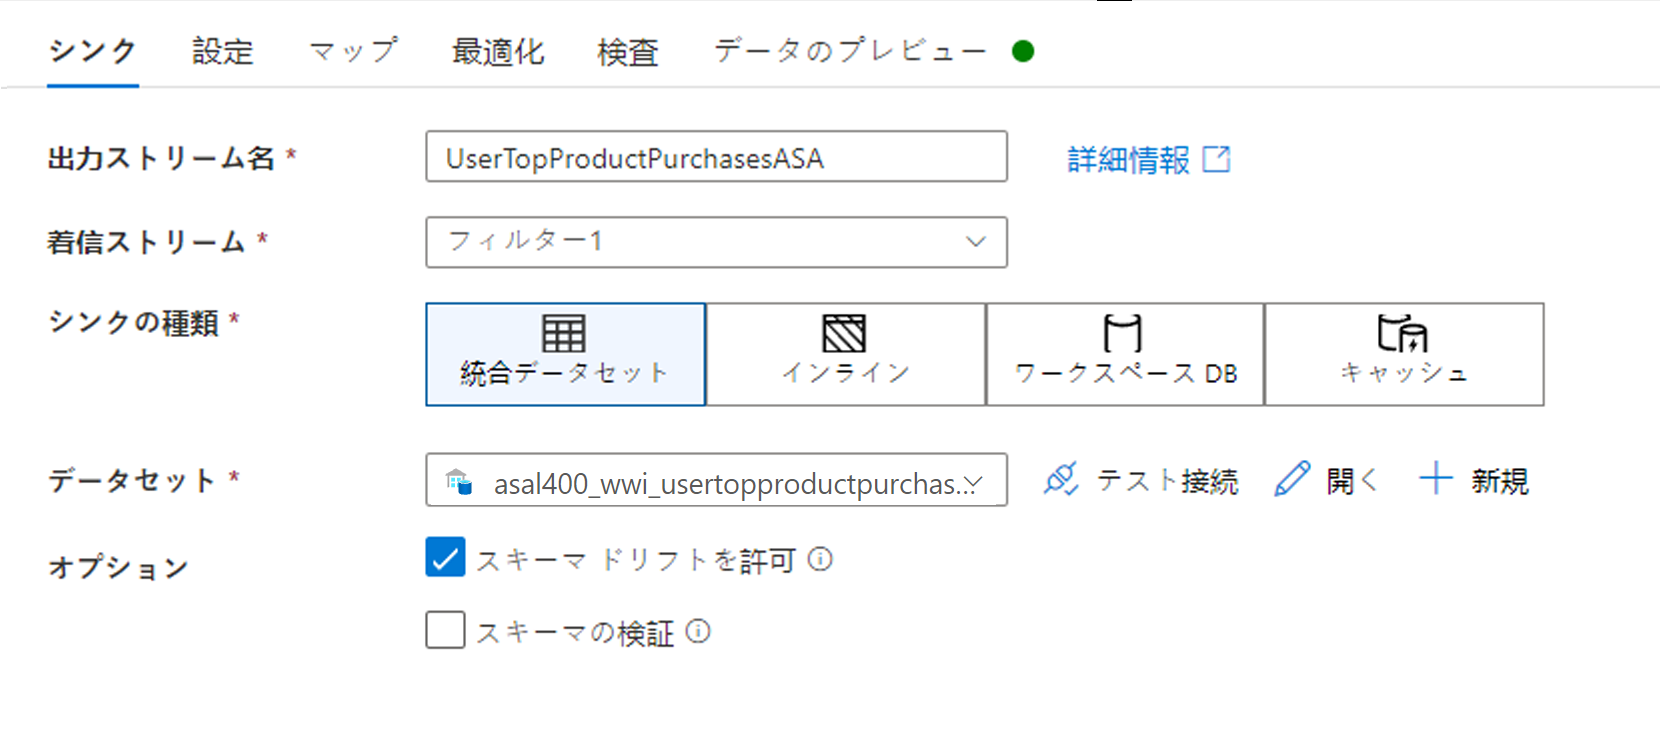 シンク 設定 マップ 最適化 検査 データのプレビュー
出力ストリーム名 * UserTopProductPurchasesASA 詳細情報
着信ストリーム * フィルター1
シンクの種類 * 統合データセット インライン ワークスペース DB キャッシュ
データセット * asal400_wwi_usertopproductpurchas... テスト接続 開く 新規
オプション スキーマ ドリフトを許可
スキーマの検証